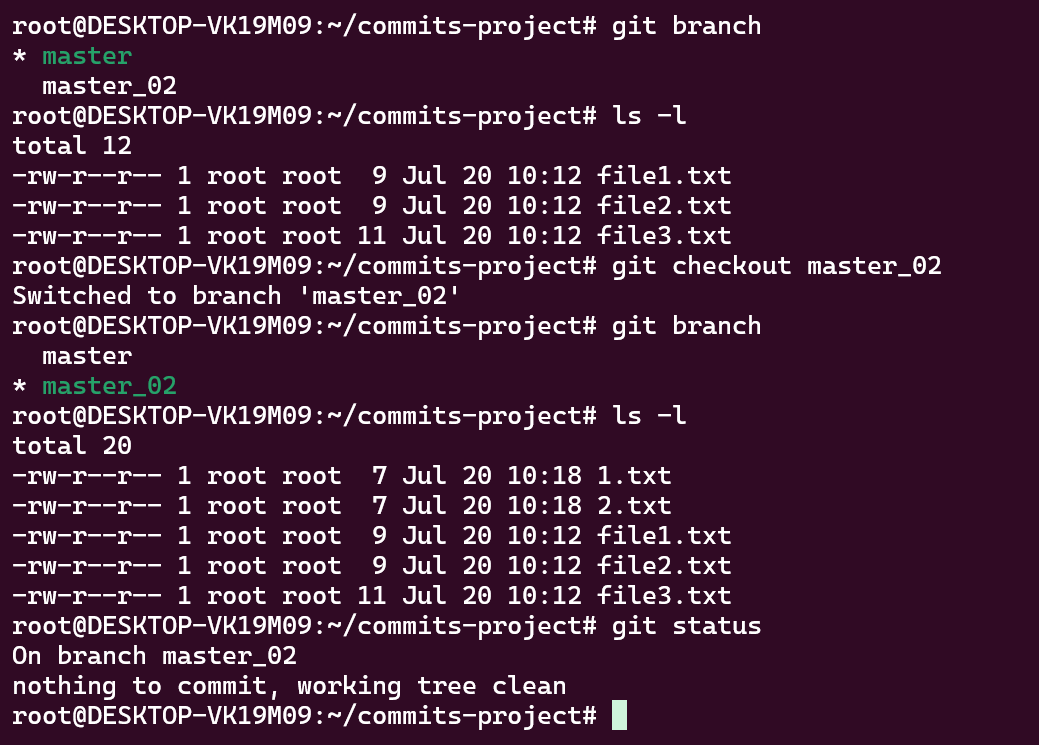 root@DESKTOP-VK19M09:~/commits-project# git branch
* master
  master_02
root@DESKTOP-VK19M09:~/commits-project# ls -l
total 12
-rw-r--r-- 1 root root  9 Jul 20 10:12 file1.txt
-rw-r--r-- 1 root root  9 Jul 20 10:12 file2.txt
-rw-r--r-- 1 root root 11 Jul 20 10:12 file3.txt
root@DESKTOP-VK19M09:~/commits-project# git checkout master_02
Switched to branch 'master_02'
root@DESKTOP-VK19M09:~/commits-project# git branch
  master
* master_02
root@DESKTOP-VK19M09:~/commits-project# ls -l
total 20
-rw-r--r-- 1 root root  7 Jul 20 10:18 1.txt
-rw-r--r-- 1 root root  7 Jul 20 10:18 2.txt
-rw-r--r-- 1 root root  9 Jul 20 10:12 file1.txt
-rw-r--r-- 1 root root  9 Jul 20 10:12 file2.txt
-rw-r--r-- 1 root root 11 Jul 20 10:12 file3.txt
root@DESKTOP-VK19M09:~/commits-project# git status
On branch master_02
nothing to commit, working tree clean
root@DESKTOP-VK19M09:~/commits-project#